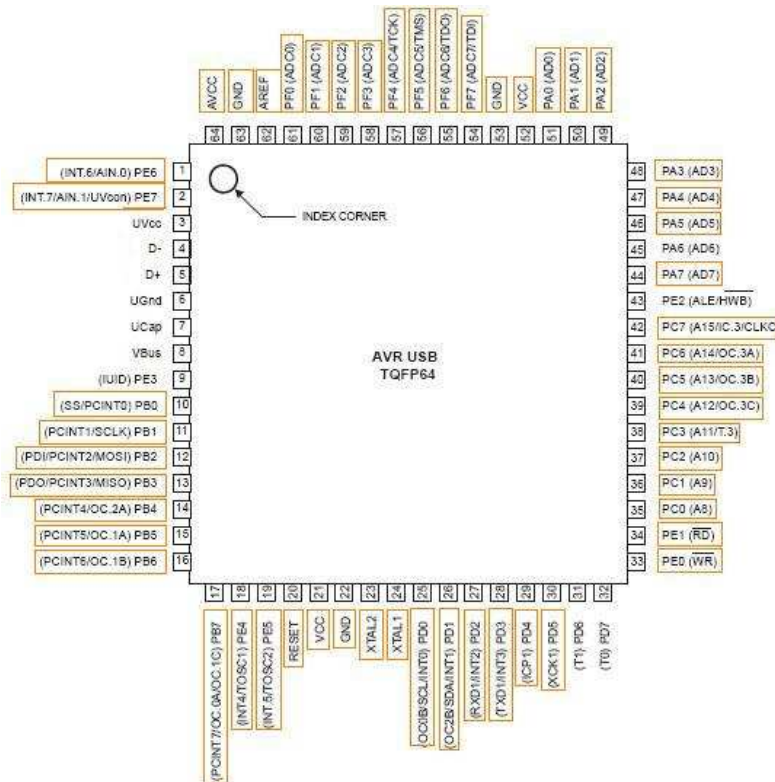 AVCC
GND
AREF
PF0 (ADC0)
PF1 (ADC1)
PF2 (ADC2)
PF3 (ADC3)
PF4 (ADC4/TCK)
PF5 (ADC5/TMS)
PF6 (ADC6/TDO)
PF7 (ADC7/TDI)
GND
VCC
PA0 (AD0)
PA1 (AD1)
PA2 (AD2)
64 63 62 61 60 59 58 57 56 55 54 53 52 51 50 49
(INT.6/AIN.0) PE6 1
48 PA3 (AD3)
(INT.7/AIN.1/UVcon) PE7 2
47 PA4 (AD4)
INDEX CORNER
UVcc 3
46 PA5 (AD5)
D- 4
45 PA6 (AD6)
D+ 5
44 PA7 (AD7)
UGnd 6
43 PE2 (ALE/HWB)
UCap 7
42 PC7 (A15/IC.3/CLKO
VBus 8
41 PC6 (A14/OC.3A)
AVR USB
TQFP64
(IUID) PE3 9
40 PC5 (A13/OC.3B)
(SS/PCINT0) PB0 10
39 PC4 (A12/OC.3C)
(PCINT1/SCLK) PB1 11
38 PC3 (A11/T.3)
(PDI/PCINT2/MOSI) PB2 12
37 PC2 (A10)
(PDO/PCINT3/MISO) PB3 13
36 PC1 (A9)
(PCINT4/OC.2A) PB4 14
35 PC0 (A8)
(PCINT5/OC.1A) PB5 15
34 PE1 (RD)
(PCINT6/OC.1B) PB6 16
33 PE0 (WR)
17 18 19 20 21 22 23 24 25 26 27 28 29 30 31 32
(PCINT7/OC.0A/OC.1C) PB7
(INT4/TOSC1) PE4
(INT.5/TOSC2) PE5
RESET
VCC
GND
XTAL2
XTAL1
(OC0B/SCL/INT0) PD0
(OC2B/SDA/INT1) PD1
(RXD1/INT2) PD2
(TXD1/INT3) PD3
(ICP1) PD4
(XCK1) PD5
(T1) PD6
(T0) PD7